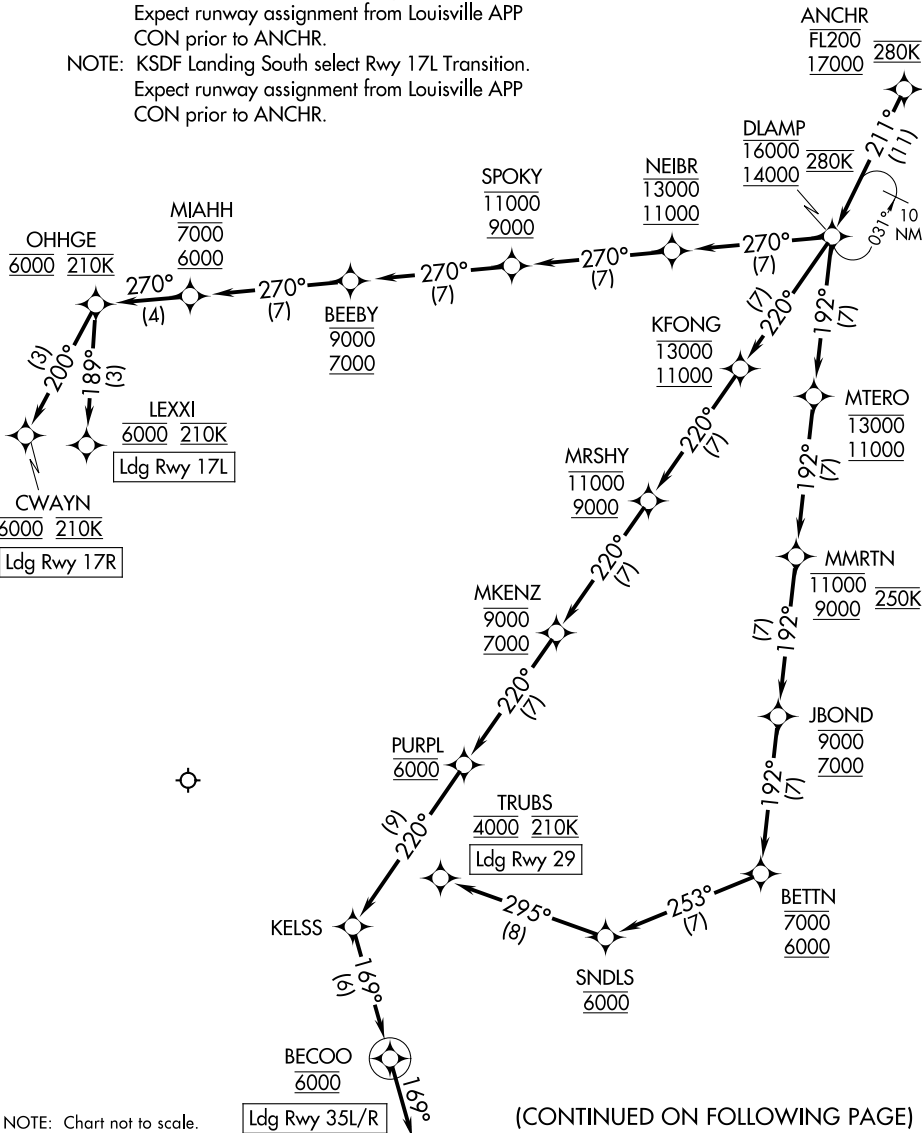 Expect runway assignment from Louisville APP
CON prior to ANCHR.
NOTE: KSDF Landing South select Rwy 17L Transition.
Expect runway assignment from Louisville APP
CON prior to ANCHR.
ANCHR
FL200
17000
280K
211°
(11)
DLAMP
16000
14000
280K
031°
10
NM
NEIBR
13000
11000
270°
(7)
SPOKY
11000
9000
270°
(7)
BEEBY
9000
7000
270°
(7)
MIAHH
7000
6000
270°
(7)
OHHGE
6000 210K
270°
(4)
200°
(3)
189°
(3)
LEXXI
6000 210K
Ldg Rwy 17L
CWAYN
6000 210K
Ldg Rwy 17R
220°
(7)
KFONG
13000
11000
220°
(7)
MRSHY
11000
9000
220°
(7)
MKENZ
9000
7000
220°
(7)
PURPL
6000
220°
(9)
KELSS
169°
(6)
BECOO
6000
Ldg Rwy 35L/R
169°
192°
(7)
MTERO
13000
11000
192°
(7)
MMRTN
11000
9000
250K
192°
(7)
JBOND
9000
7000
192°
(7)
BETTN
7000
6000
253°
(7)
SNDLS
6000
295°
(8)
TRUBS
4000 210K
Ldg Rwy 29
NOTE: Chart not to scale.
(CONTINUED ON FOLLOWING PAGE)